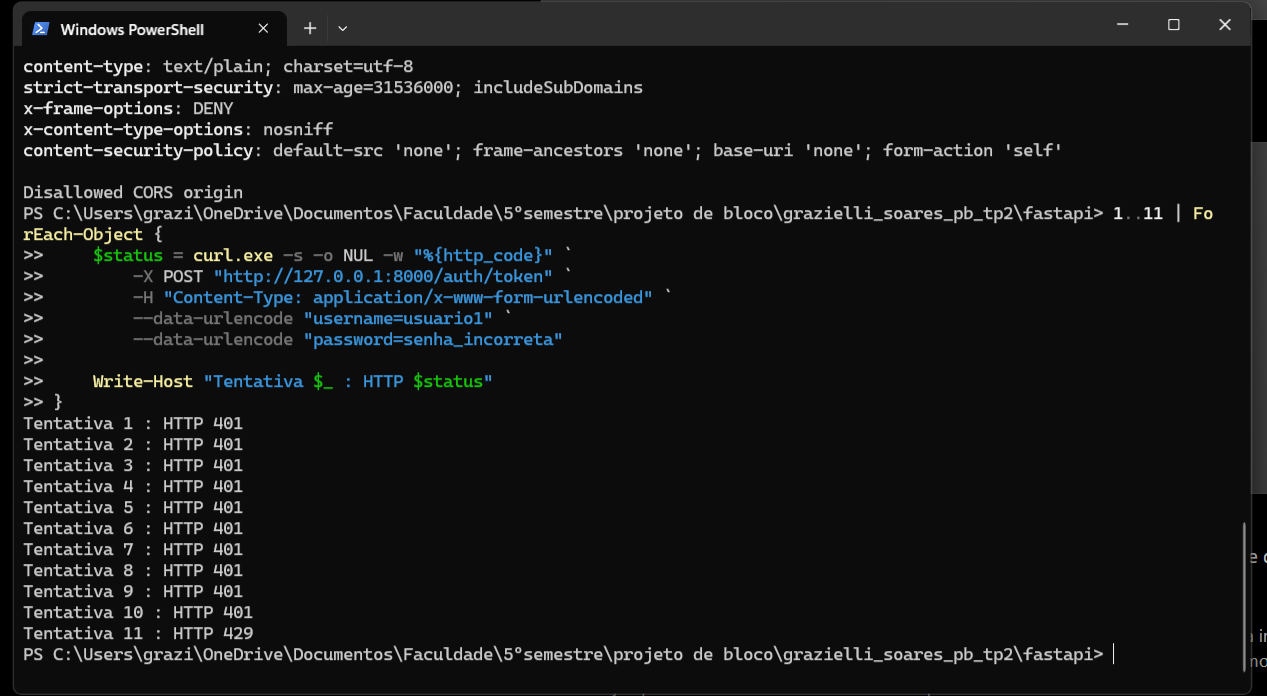 Windows PowerShell
content-type: text/plain; charset=utf-8
strict-transport-security: max-age=31536000; includeSubDomains
x-frame-options: DENY
x-content-type-options: nosniff
content-security-policy: default-src 'none'; frame-ancestors 'none'; base-uri 'none'; form-action 'self'
Disallowed CORS origin
PS C:\Users\grazi\OneDrive\Documentos\Faculdade\5ºsemestre\projeto de bloco\grazielli_soares_pb_tp2\fastapi> 1..11 | Fo
rEach-Object {
>>     $status = curl.exe -s -o NUL -w "%{http_code}" `
>>         -X POST "http://127.0.0.1:8000/auth/token" `
>>         -H "Content-Type: application/x-www-form-urlencoded" `
>>         --data-urlencode "username=usuario1" `
>>         --data-urlencode "password=senha_incorreta"
>>
>>     Write-Host "Tentativa $_ : HTTP $status"
>> }
Tentativa 1 : HTTP 401
Tentativa 2 : HTTP 401
Tentativa 3 : HTTP 401
Tentativa 4 : HTTP 401
Tentativa 5 : HTTP 401
Tentativa 6 : HTTP 401
Tentativa 7 : HTTP 401
Tentativa 8 : HTTP 401
Tentativa 9 : HTTP 401
Tentativa 10 : HTTP 401
Tentativa 11 : HTTP 429
PS C:\Users\grazi\OneDrive\Documentos\Faculdade\5ºsemestre\projeto de bloco\grazielli_soares_pb_tp2\fastapi>